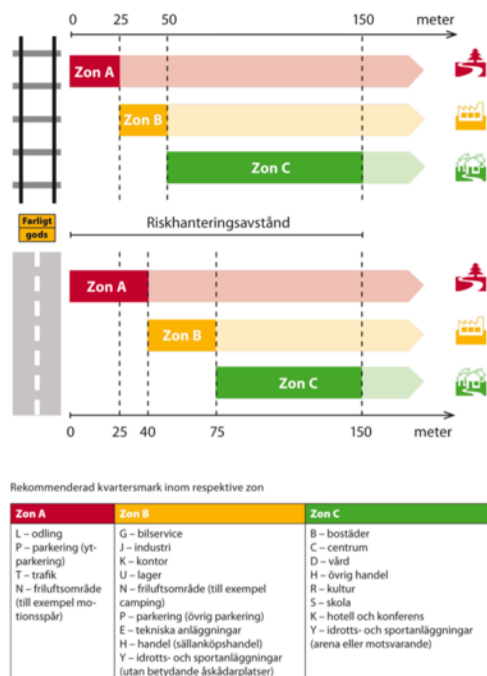 0 25 50 150 meter
Zon A
Zon B
Zon C
Farligt
gods
Riskhanteringsavstånd
Zon A
Zon B
Zon C
0 25 40 75 150 meter
Rekommenderad kvartersmark inom respektive zon
Zon A
L – odling
P – parkering (yt-
parkering)
T – trafik
N – friluftsområde
(till exempel mo-
tionsspår)
Zon B
G – bilservice
J – industri
K – kontor
U – lager
N – friluftsområde (till exempel
camping)
P – parkering (övrig parkering)
E – tekniska anläggningar
H – handel (sällanköpshandel)
Y – idrotts- och sportanläggningar
(utan betydande åskådarplatser)
Zon C
B – bostäder
C – centrum
D – vård
H – övrig handel
R – kultur
S – skola
K – hotell och konferens
Y – idrotts- och sportanläggningar
(arena eller motsvarande)